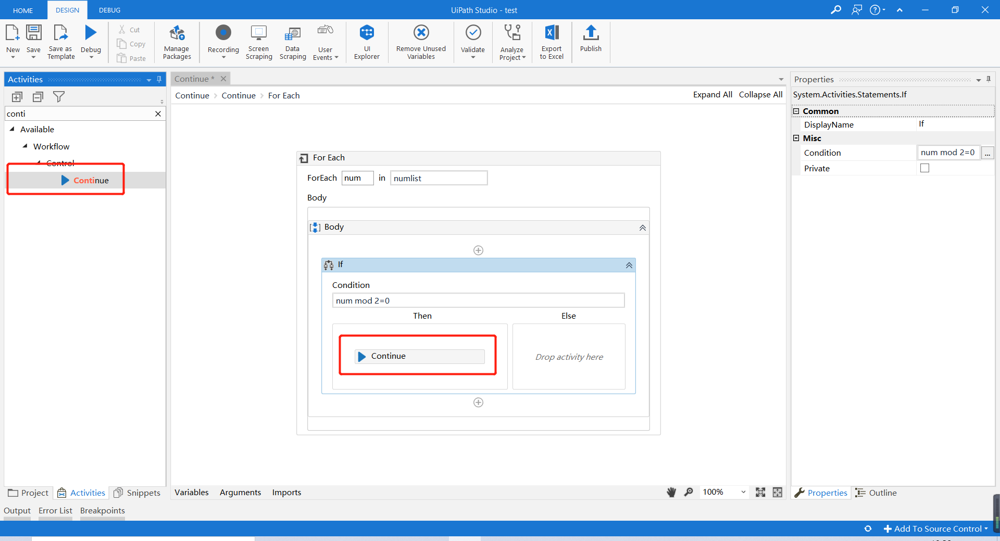 HOME DESIGN DEBUG UiPath Studio - test
New Save Save as Template Debug Cut Copy Paste Manage Packages Recording Screen Scraping Data Scraping User Events UI Explorer Remove Unused Variables Validate Analyze Project Export to Excel Publish
Activities
conti
Available
Workflow
Control
Continue
Continue *
Continue Continue For Each Expand All Collapse All
For Each
ForEach num in numlist
Body
Body
If
Condition
num mod 2=0
Then Else
Continue Drop activity here
Properties
System.Activities.Statements.If
Common
DisplayName If
Misc
Condition num mod 2=0 ...
Private
Project Activities Snippets Variables Arguments Imports 100% Properties Outline
Output Error List Breakpoints
Add To Source Control